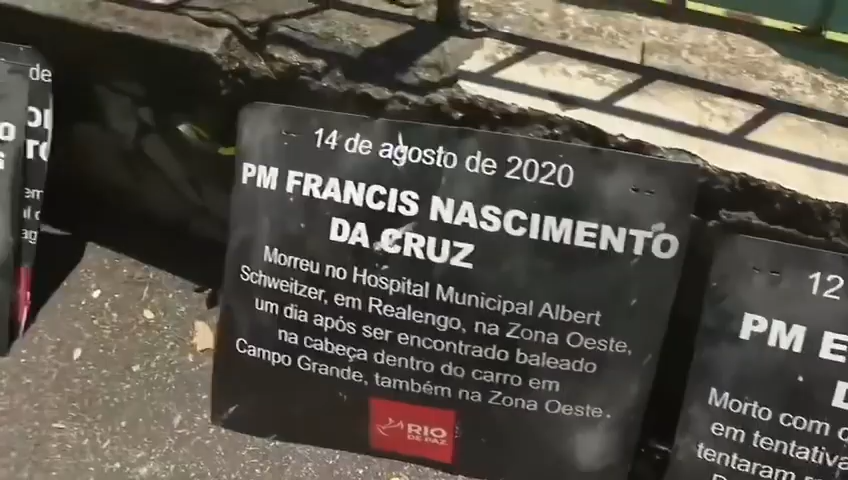 de
em
14 de agosto de 2020
PM FRANCIS NASCIMENTO
DA CRUZ
Morreu no Hospital Municipal Albert
Schweitzer, em Realengo, na Zona Oeste,
um dia após ser encontrado baleado
na cabeça dentro do carro em
Campo Grande, também na Zona Oeste.
RIO
DE PAZ
12
PM E
D
Morto com
em tentativa
tentaram